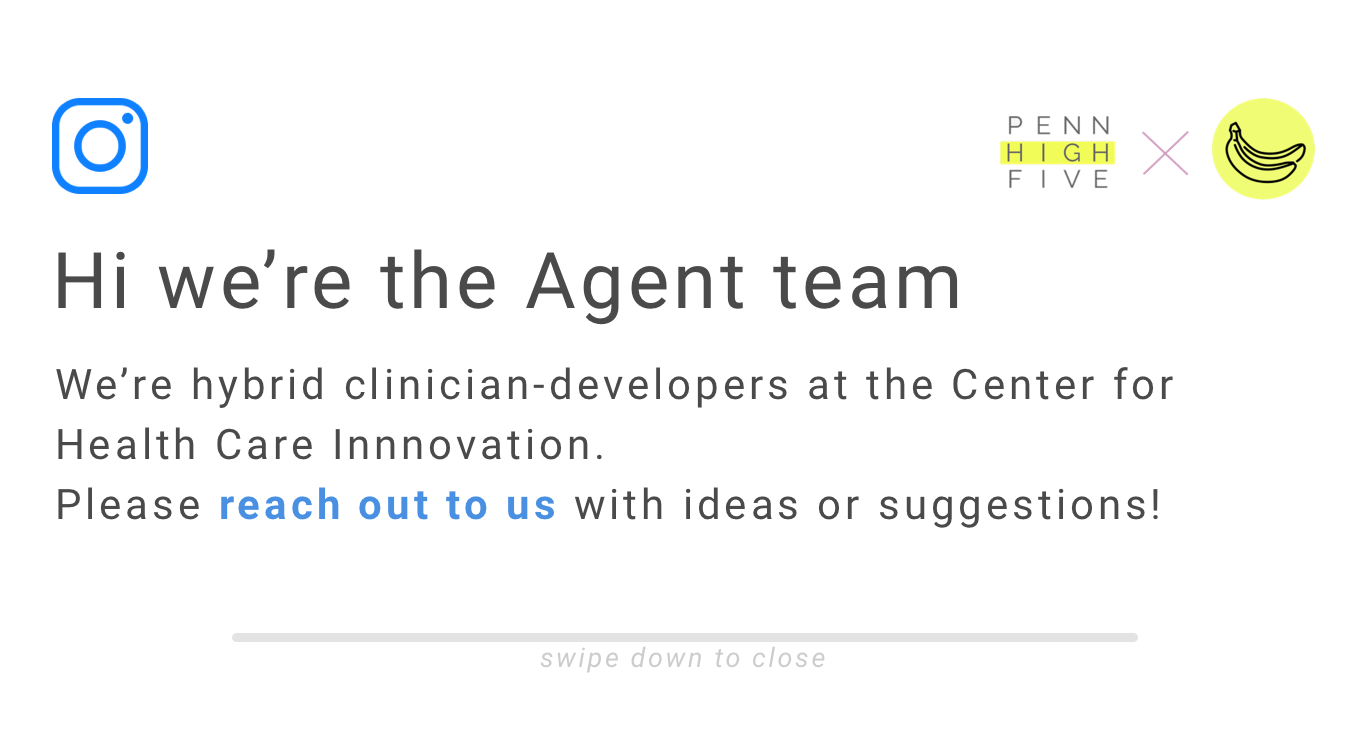 PENN
HIGH
FIVE
Hi we’re the Agent team
We’re hybrid clinician-developers at the Center for
Health Care Innnovation.
Please reach out to us with ideas or suggestions!
swipe down to close